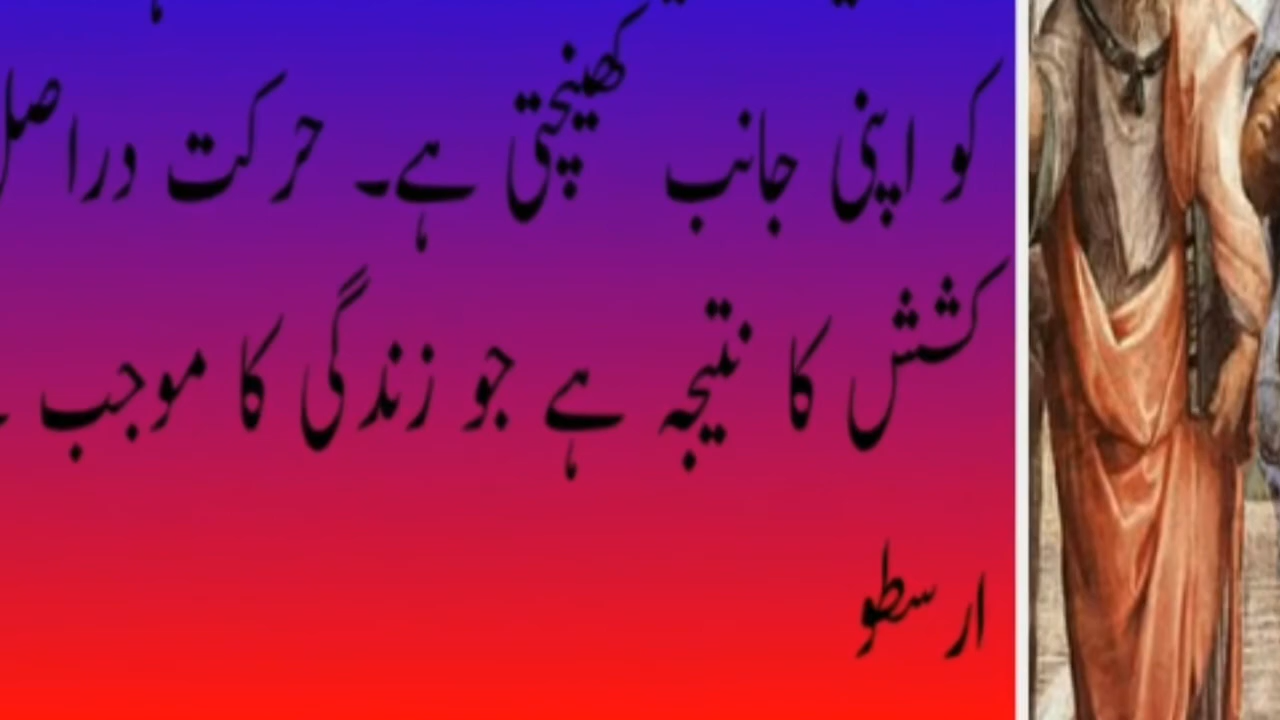 کو اپنی جانب کھینچتی ہے۔ حرکت دراصل
کشش کا نتیجہ ہے جو زندگی کا موجب
ارسطو